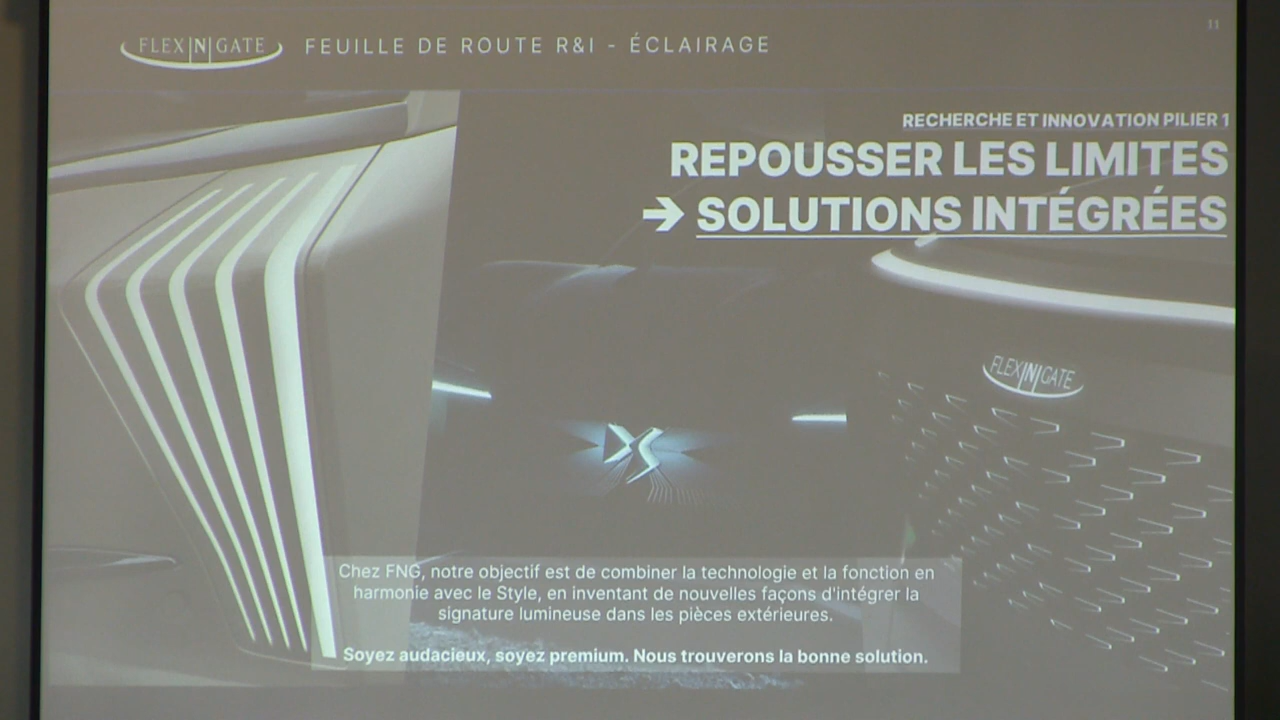 11
FLEX|N|GATE FEUILLE DE ROUTE R&I - ÉCLAIRAGE
RECHERCHE ET INNOVATION PILIER 1
REPOUSSER LES LIMITES
➔ SOLUTIONS INTÉGRÉES
FLEX|N|GATE
DS
Chez FNG, notre objectif est de combiner la technologie et la fonction en
harmonie avec le Style, en inventant de nouvelles façons d'intégrer la
signature lumineuse dans les pièces extérieures.
Soyez audacieux, soyez premium. Nous trouverons la bonne solution.